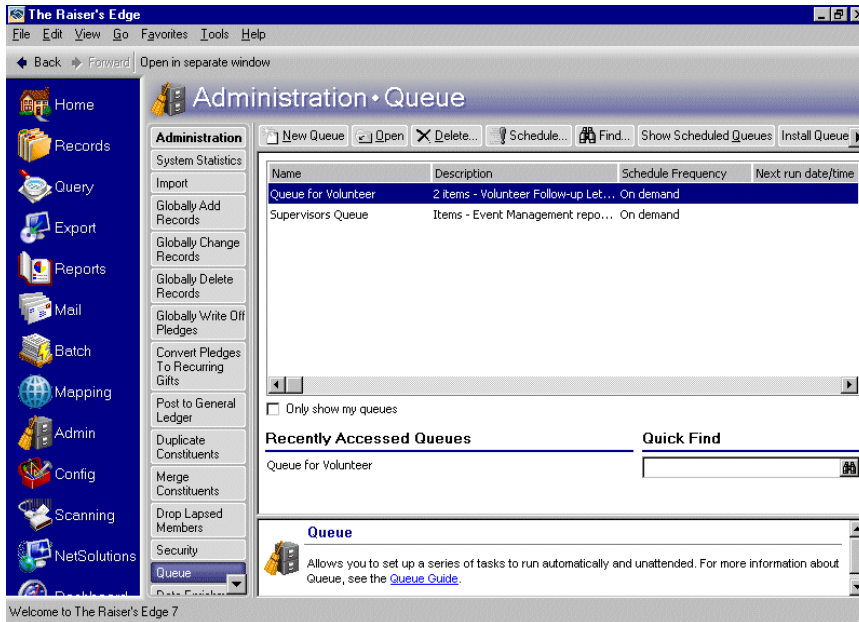 The Raiser's Edge
File Edit View Go Favorites Tools Help
Back Forward Open in separate window
Administration • Queue
Home
Records
Query
Export
Reports
Mail
Batch
Mapping
Admin
Config
Scanning
NetSolutions
Dashboard
Administration
System Statistics
Import
Globally Add
Records
Globally Change
Records
Globally Delete
Records
Globally Write Off
Pledges
Convert Pledges
To Recurring
Gifts
Post to General
Ledger
Duplicate
Constituents
Merge
Constituents
Drop Lapsed
Members
Security
Queue
New Queue Open Delete... Schedule... Find... Show Scheduled Queues Install Queue
Name Description Schedule Frequency Next run date/time
Queue for Volunteer 2 items - Volunteer Follow-up Let... On demand
Supervisors Queue Items - Event Management repo... On demand
Only show my queues
Recently Accessed Queues Quick Find
Queue for Volunteer
Queue
Allows you to set up a series of tasks to run automatically and unattended. For more information about
Queue, see the Queue Guide.
Welcome to The Raiser's Edge 7